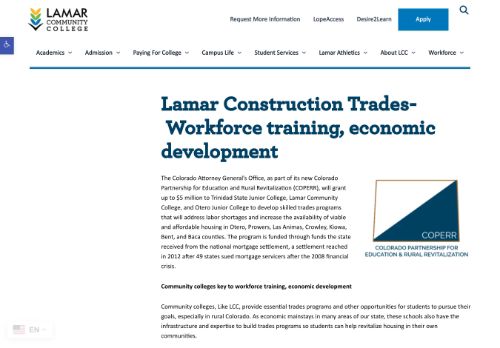 LAMAR
COMMUNITY
COLLEGE
Request More Information LopeAccess Desire2Learn Apply
Academics Admission Paying For College Campus Life Student Services Lamar Athletics About LCC Workforce
Lamar Construction Trades-
Workforce training, economic
development
The Colorado Attorney General's Office, as part of its new Colorado
Partnership for Education and Rural Revitalization (COPERR), will grant
up to $5 million to Trinidad State Junior College, Lamar Community
College, and Otero Junior College to develop skilled trades programs
that will address labor shortages and increase the availability of viable
and affordable housing in Otero, Prowers, Las Animas, Crowley, Kiowa,
Bent, and Baca counties. The program is funded through funds the state
received from the national mortgage settlement, a settlement reached
in 2012 after 49 states sued mortgage services after the 2008 financial
crisis.
COPERR
COLORADO PARTNERSHIP FOR
EDUCATION & RURAL REVITALIZATION
Community colleges key to workforce training, economic development
Community colleges, Like LCC, provide essential trades programs and other opportunities for students to pursue their
goals, especially in rural Colorado. As economic mainstays in many areas of our state, these schools also have the
infrastructure and expertise to build trades programs so students can help revitalize housing in their own
communities.
EN